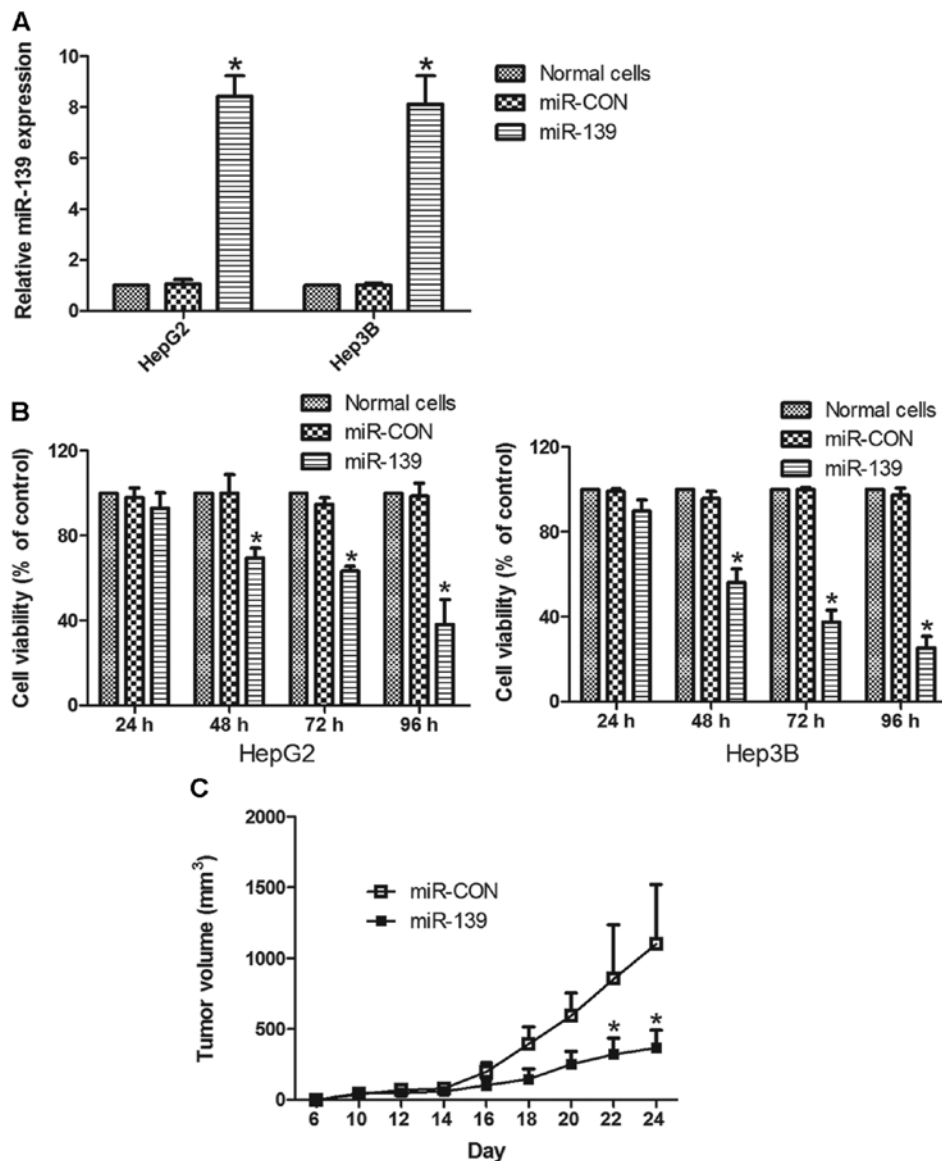 A
Relative miR-139 expression
10
8
6
4
2
0
*
*
HepG2
Hep3B
Normal cells
miR-CON
miR-139
B
Cell viability (% of control)
120
80
40
0
Normal cells
miR-CON
miR-139
*
*
*
24 h 48 h 72 h 96 h
HepG2
Cell viability (% of control)
120
80
40
0
Normal cells
miR-CON
miR-139
*
*
*
24 h 48 h 72 h 96 h
Hep3B
C
Tumor volume (mm³)
2000
1500
1000
500
0
miR-CON
miR-139
* *
6 10 12 14 16 18 20 22 24
Day